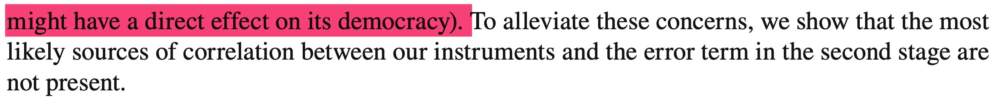 might have a direct effect on its democracy). To alleviate these concerns, we show that the most
likely sources of correlation between our instruments and the error term in the second stage are
not present.